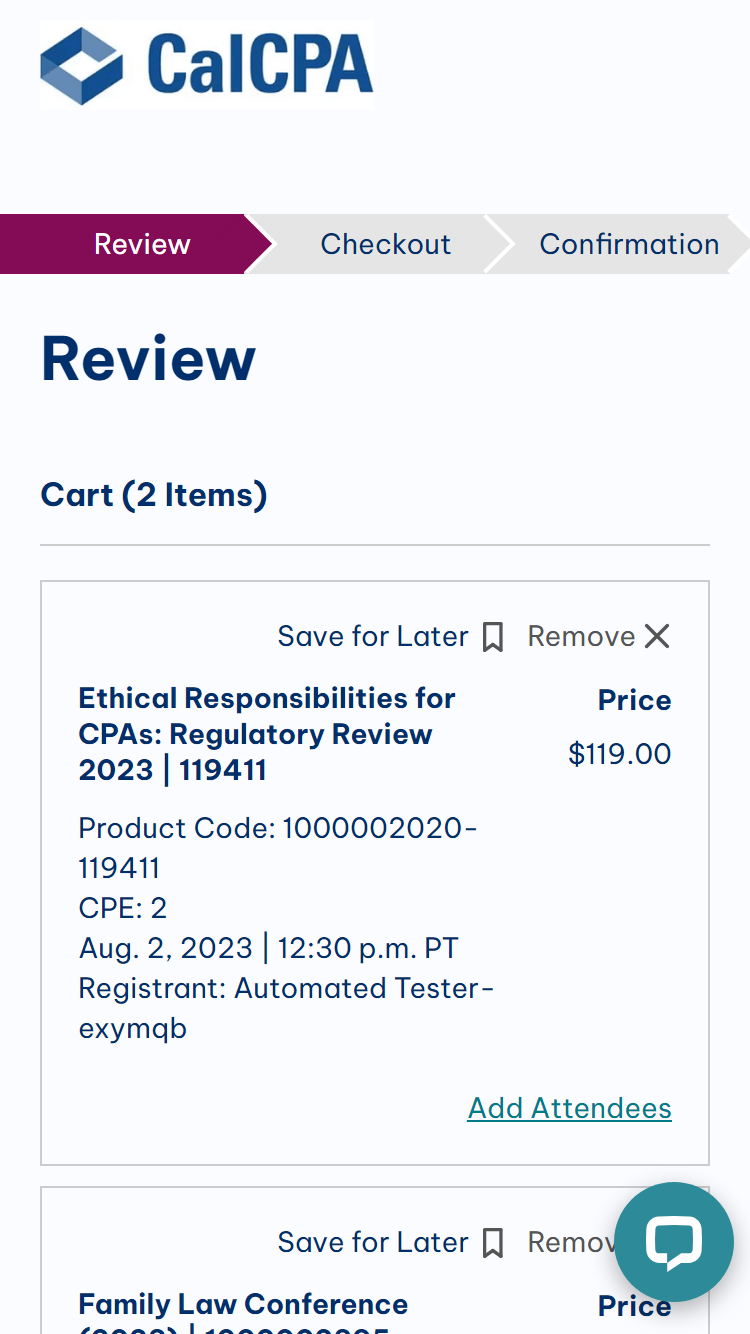 CalCPA
Review
Checkout
Confirmation
Review
Cart (2 Items)
Save for Later
Remove
Ethical Responsibilities for
CPAs: Regulatory Review
2023 | 119411
Price
$119.00
Product Code: 1000002020-
119411
CPE: 2
Aug. 2, 2023 | 12:30 p.m. PT
Registrant: Automated Tester-
exymqb
Add Attendees
Save for Later
Remov
Family Law Conference
Price